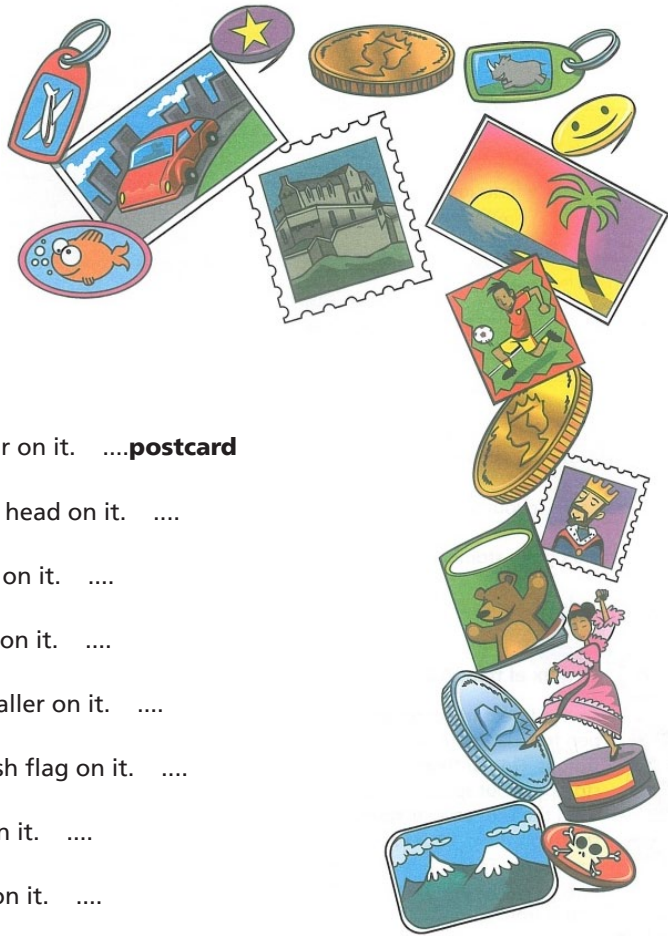 r on it. ....postcard
head on it. ....
on it. ....
on it. ....
aller on it. ....
sh flag on it. ....
n it. ....
on it. ....